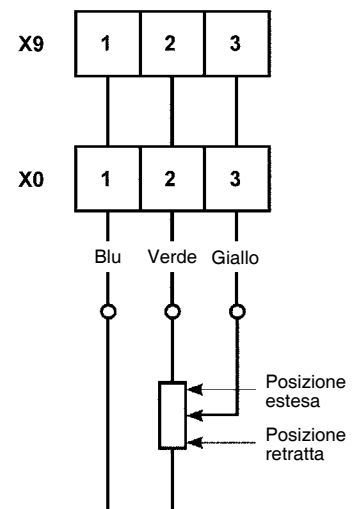 X9 1 2 3
X0 1 2 3
Blu Verde Giallo
Posizione
estesa
Posizione
retratta